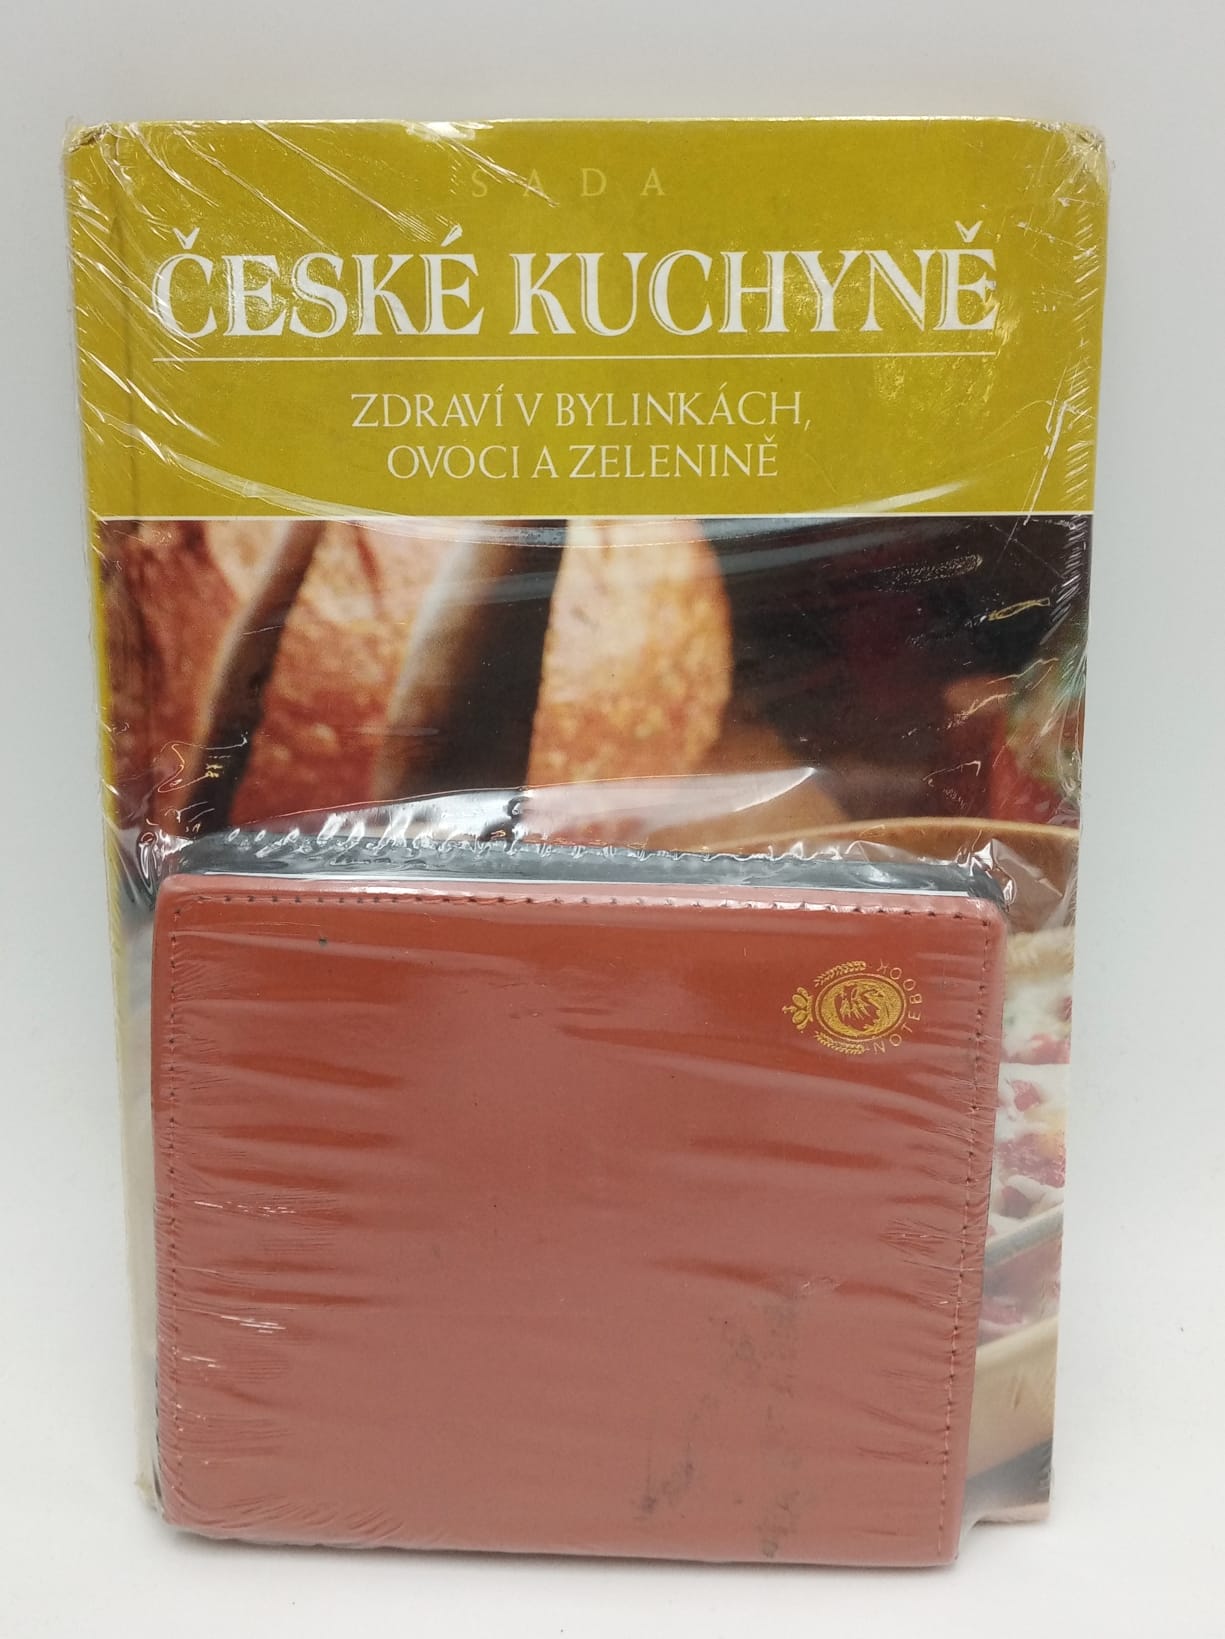 SADA
ČESKÉ KUCHYNĚ
ZDRAVÍ V BYLINKÁCH,
OVOCI A ZELENINĚ
NOTEBOOK